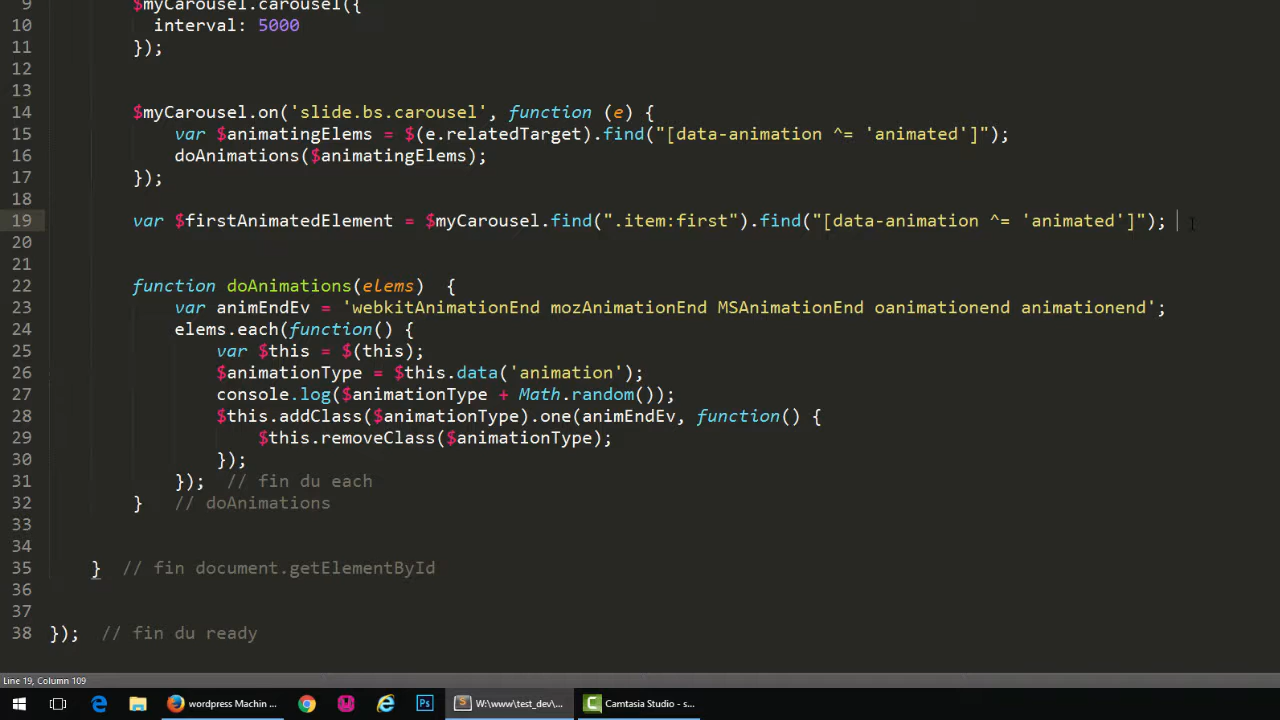 9 $myCarousel.carousel({
10 interval: 5000
11 });
12
13
14 $myCarousel.on('slide.bs.carousel', function (e) {
15 var $animatingElems = $(e.relatedTarget).find("[data-animation ^= 'animated']");
16 doAnimations($animatingElems);
17 });
18
19 var $firstAnimatedElement = $myCarousel.find(".item:first").find("[data-animation ^= 'animated']");
20
21
22 function doAnimations(elems) {
23 var animEndEv = 'webkitAnimationEnd mozAnimationEnd MSAnimationEnd oanimationend animationend';
24 elems.each(function() {
25 var $this = $(this);
26 $animationType = $this.data('animation');
27 console.log($animationType + Math.random());
28 $this.addClass($animationType).one(animEndEv, function() {
29 $this.removeClass($animationType);
30 });
31 }); // fin du each
32 } // doAnimations
33
34
35 } // fin document.getElementById
36
37
38 }); // fin du ready
Line 19, Column 109
wordpress Machin ... Ps W:\www\test_dev\... Camtasia Studio - s...